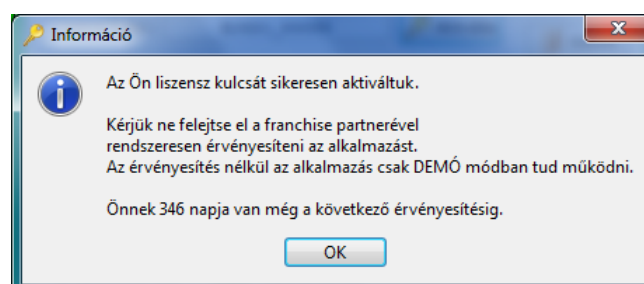 Információ
Az Ön liszensz kulcsát sikeresen aktiváltuk.
Kérjük ne felejtse el a franchise partnerével
rendszeresen érvényesíteni az alkalmazást.
Az érvényesítés nélkül az alkalmazás csak DEMÓ módban tud működni.
Önnek 346 napja van még a következő érvényesítésig.
OK